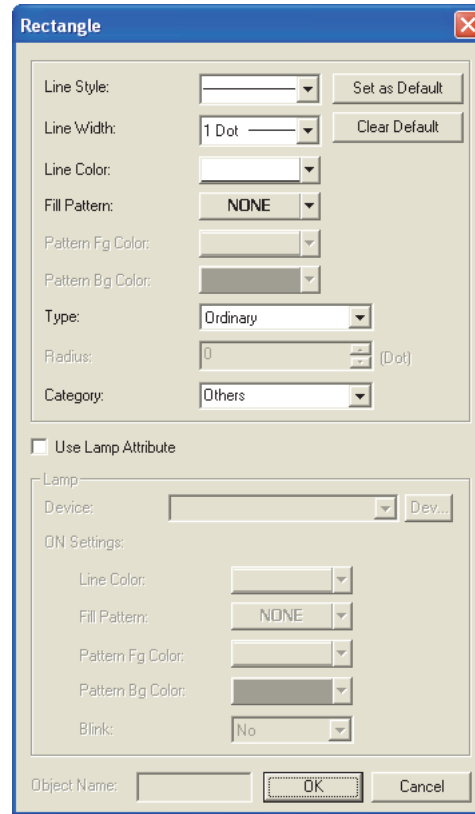 Rectangle
Line Style: Set as Default
Line Width: 1 Dot Clear Default
Line Color:
Fill Pattern: NONE
Pattern Fg Color:
Pattern Bg Color:
Type: Ordinary
Radius: 0 (Dot)
Category: Others
Use Lamp Attribute
Lamp
Device: Dev...
ON Settings:
Line Color:
Fill Pattern: NONE
Pattern Fg Color:
Pattern Bg Color:
Blink: No
Object Name: OK Cancel